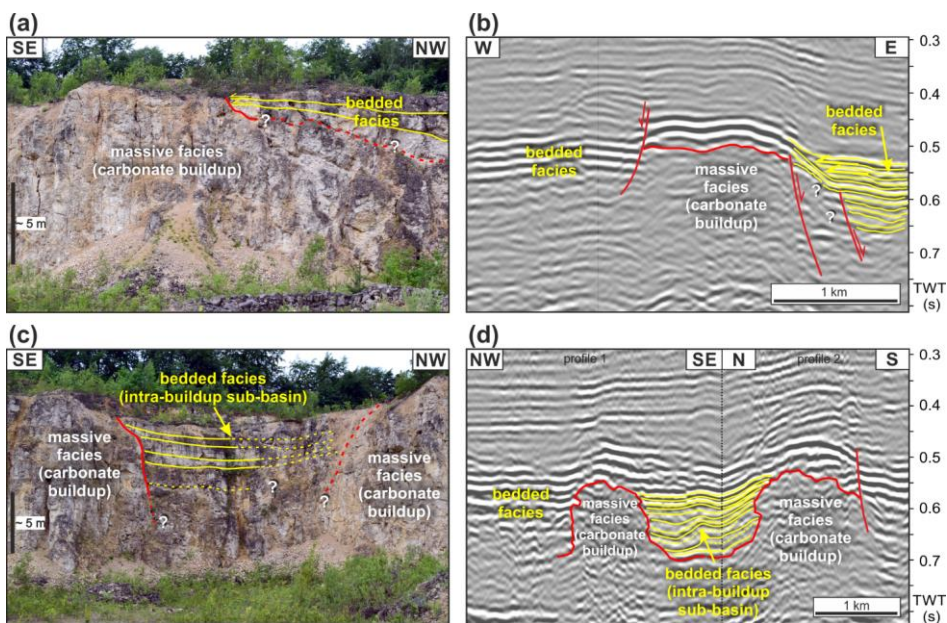 (a)
SE
NW
bedded
facies
?
?
massive facies
(carbonate buildup)
~ 5 m
(b)
W
E
0.3
0.4
0.5
0.6
0.7
TWT
(s)
bedded
facies
bedded
facies
massive
facies
(carbonate
buildup)
?
?
1 km
(c)
SE
NW
bedded facies
(intra-buildup sub-basin)
massive
facies
(carbonate
buildup)
massive
facies
(carbonate
buildup)
?
?
?
~ 5 m
(d)
NW
profile 1
SE
N
profile 2
S
0.3
0.4
0.5
0.6
0.7
TWT
(s)
bedded
facies
massive
facies
(carbonate
buildup)
massive
facies
(carbonate
buildup)
bedded facies
(intra-buildup
sub-basin)
1 km